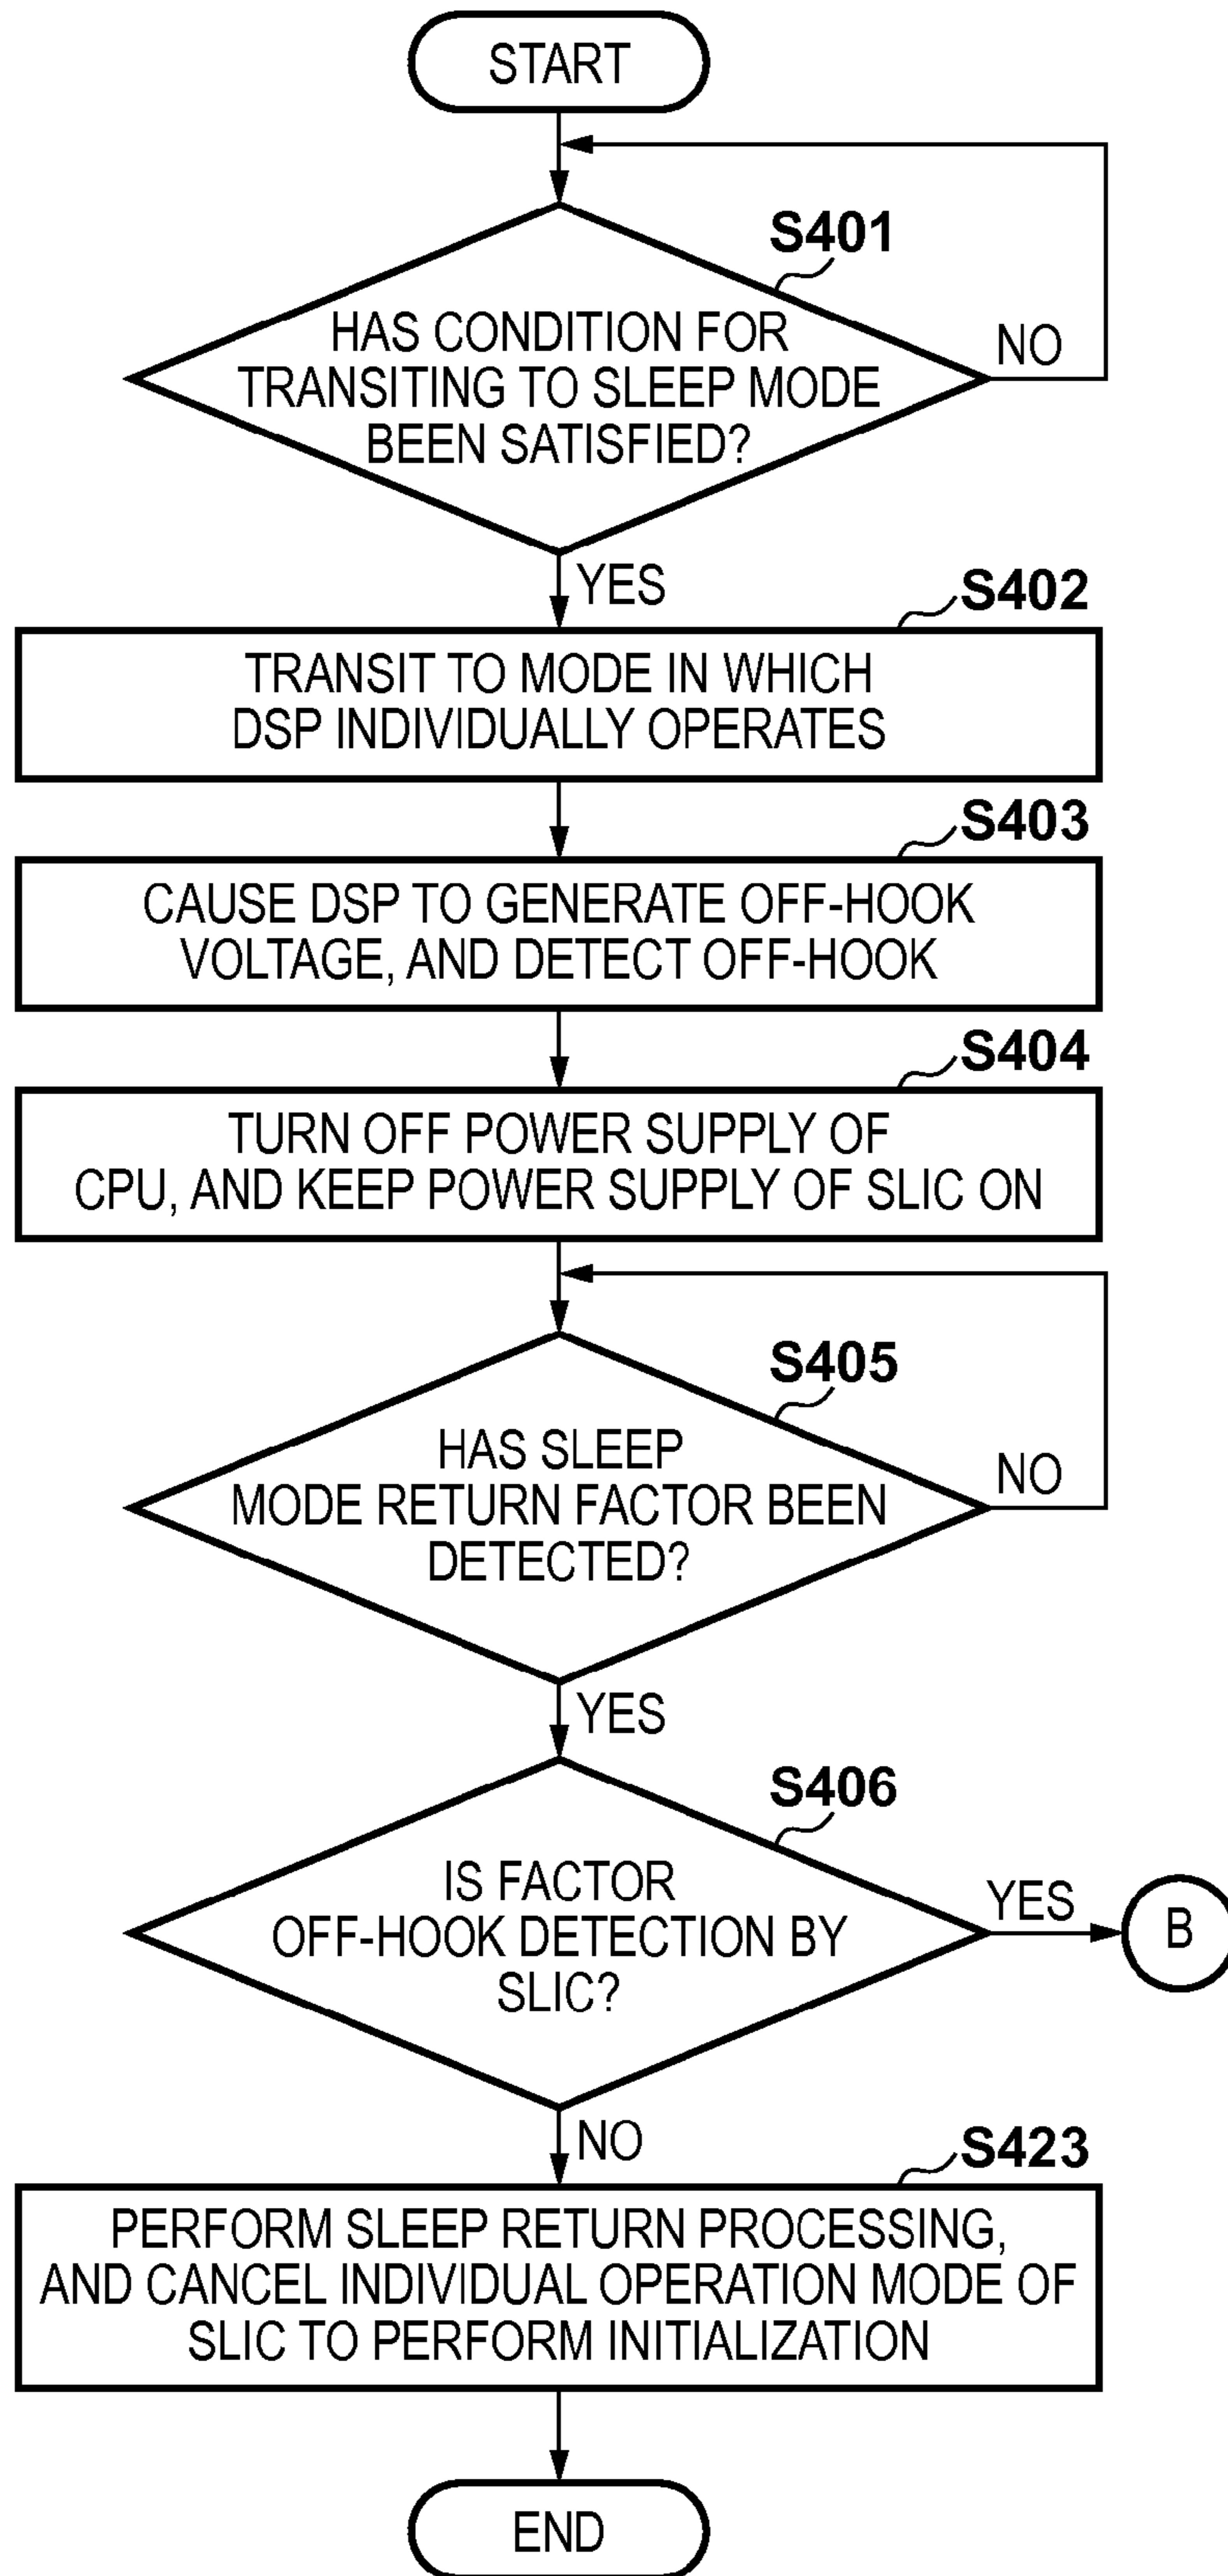 START
S401
HAS CONDITION FOR
TRANSITING TO SLEEP MODE
BEEN SATISFIED?
NO
YES
S402
TRANSIT TO MODE IN WHICH
DSP INDIVIDUALLY OPERATES
S403
CAUSE DSP TO GENERATE OFF-HOOK
VOLTAGE, AND DETECT OFF-HOOK
S404
TURN OFF POWER SUPPLY OF
CPU, AND KEEP POWER SUPPLY OF SLIC ON
S405
HAS SLEEP
MODE RETURN FACTOR BEEN
DETECTED?
NO
YES
S406
IS FACTOR
OFF-HOOK DETECTION BY
SLIC?
YES
B
NO
S423
PERFORM SLEEP RETURN PROCESSING,
AND CANCEL INDIVIDUAL OPERATION MODE OF
SLIC TO PERFORM INITIALIZATION
END